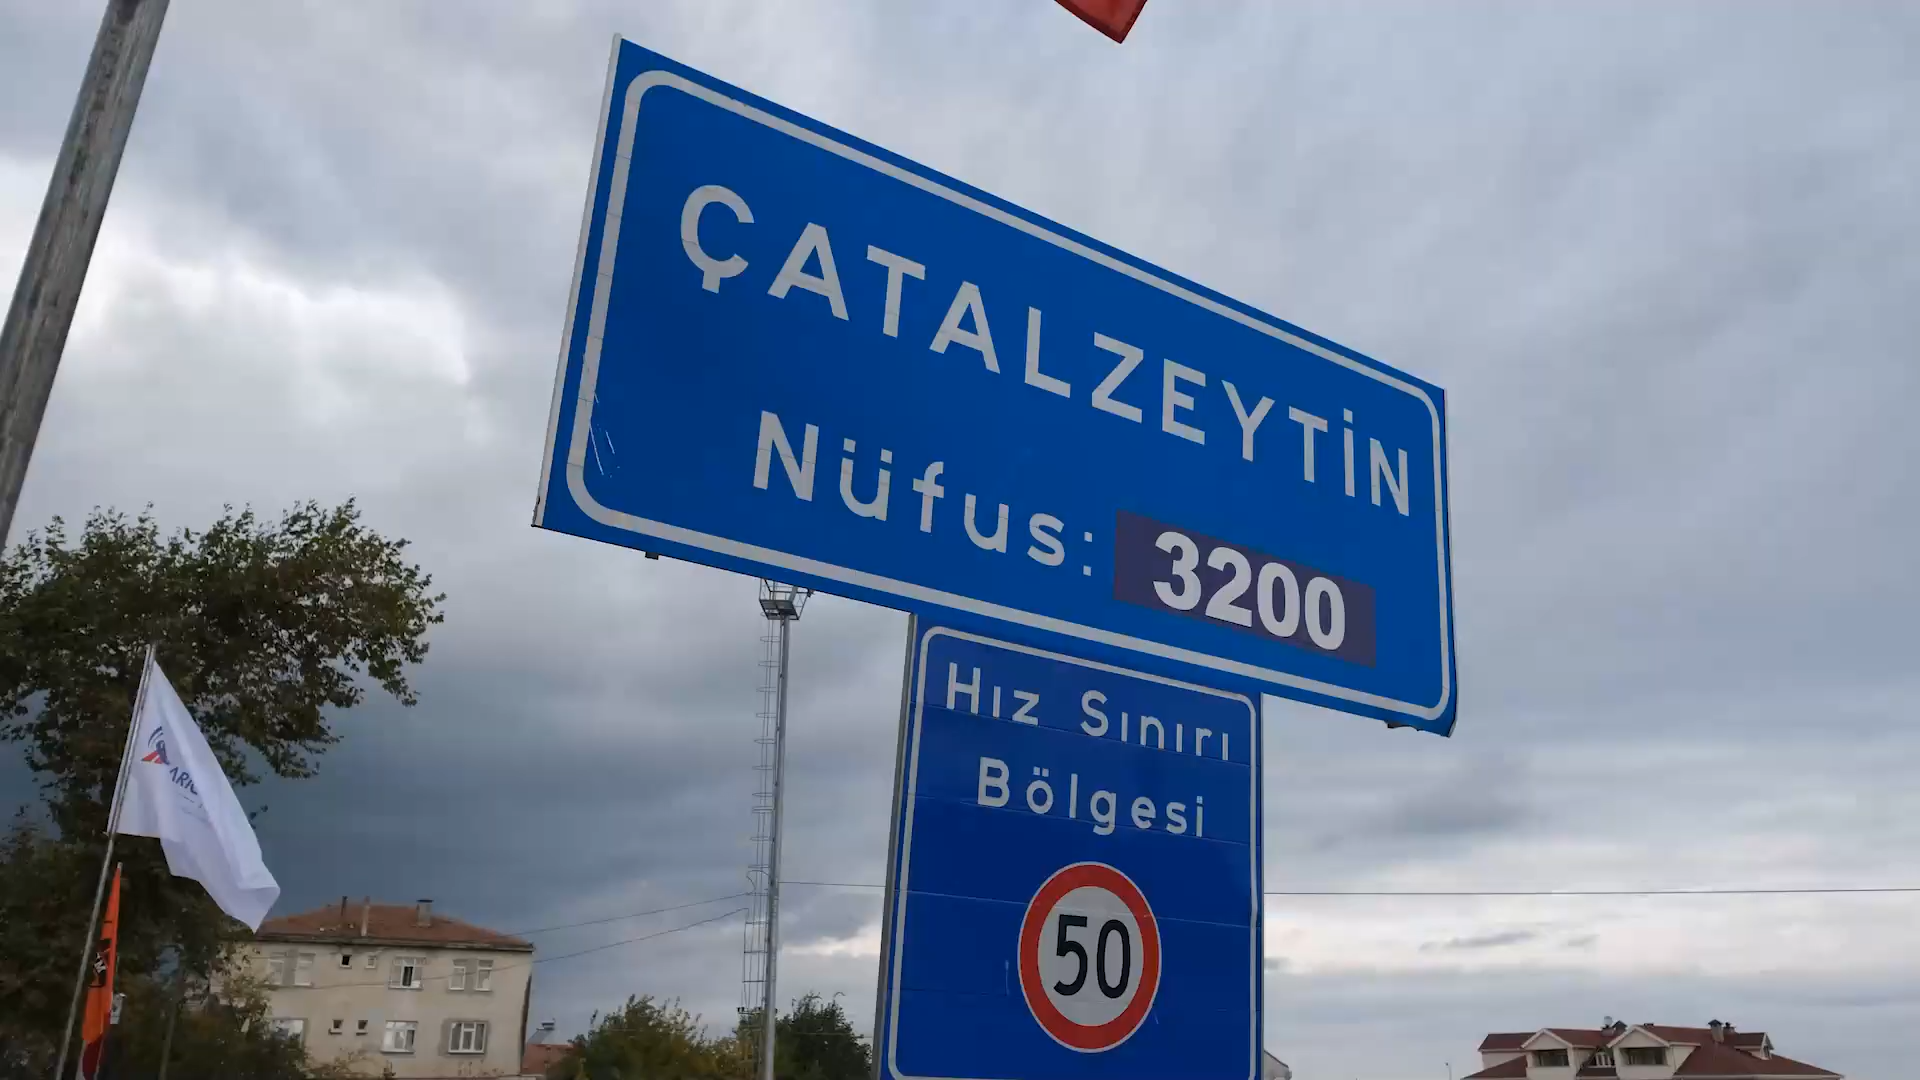 ÇATALZEYTİN
Nüfus: 3200
Hız Sınırı
Bölgesi
50